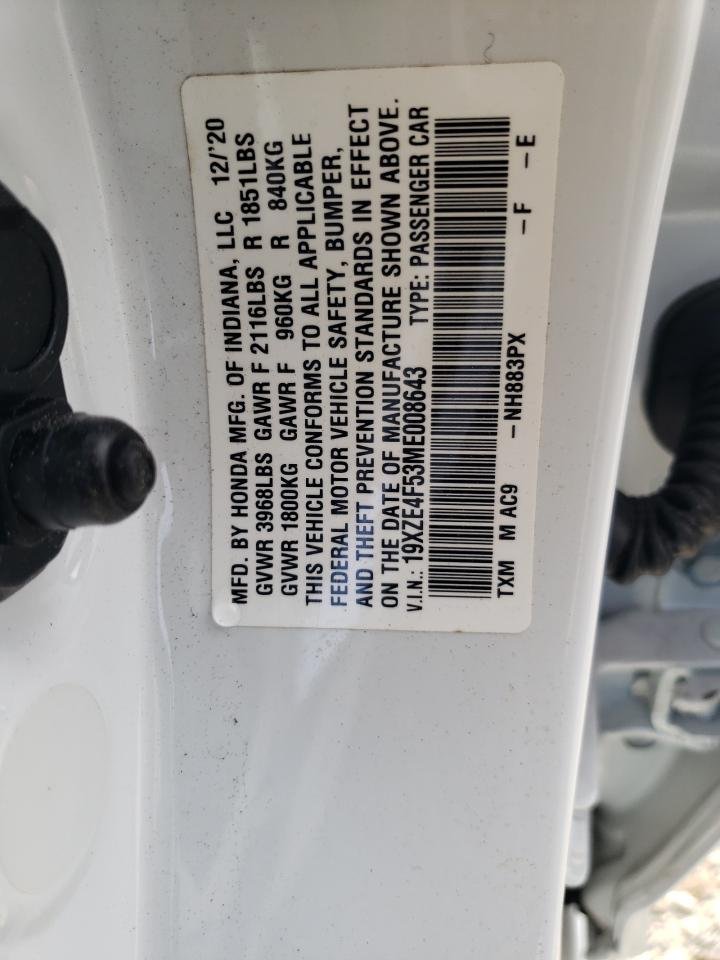 MFD. BY HONDA MFG. OF INDIANA, LLC 12/'20
GVWR 3968LBS GAWR F 2116LBS R 1851LBS
GVWR 1800KG GAWR F 960KG R 840KG
THIS VEHICLE CONFORMS TO ALL APPLICABLE
FEDERAL MOTOR VEHICLE SAFETY, BUMPER,
AND THEFT PREVENTION STANDARDS IN EFFECT
ON THE DATE OF MANUFACTURE SHOWN ABOVE.
V.I.N.: 19XZE4F53ME008643 TYPE: PASSENGER CAR
TXM M AC9 -NH883PX -F -E